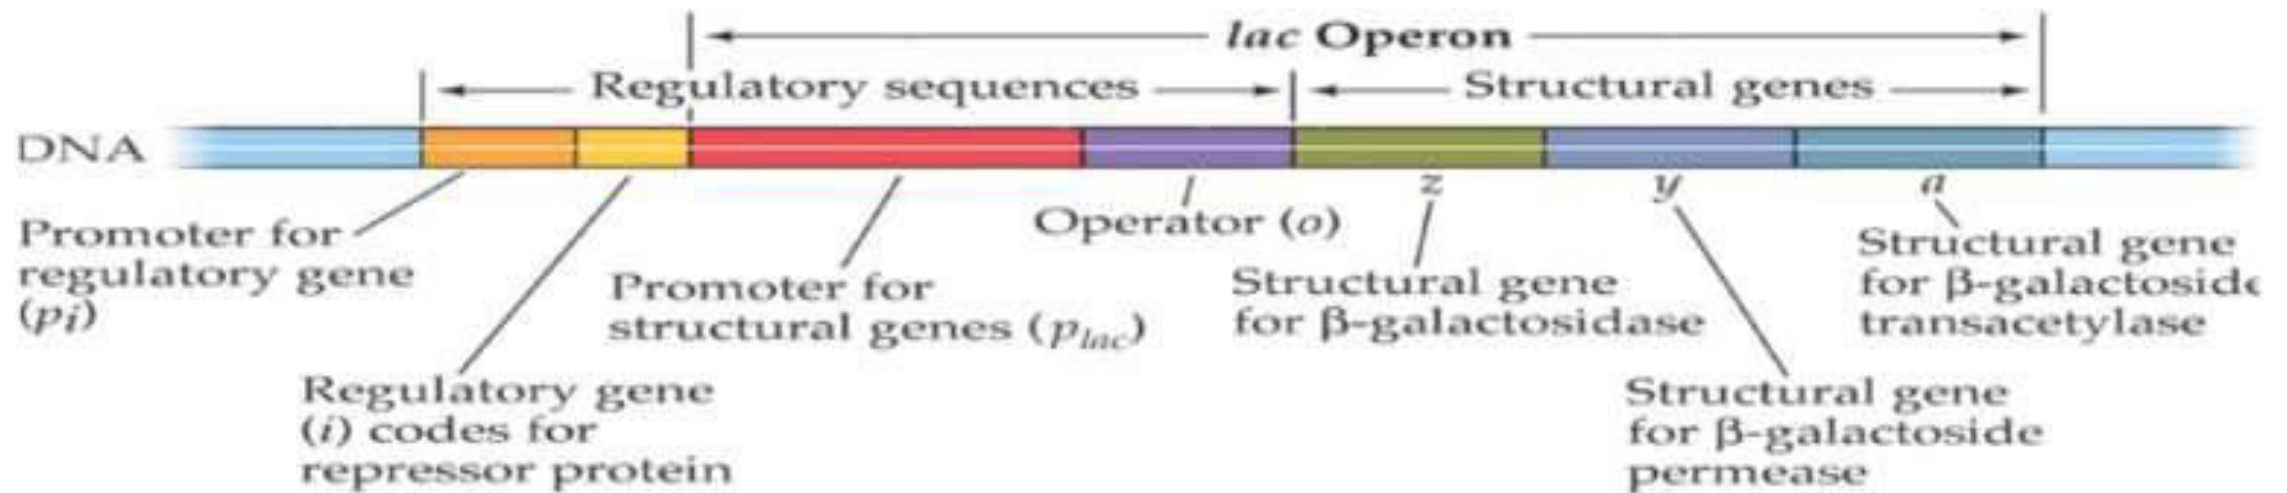 lac Operon
Regulatory sequences
Structural genes
DNA
z
y
a
Promoter for
regulatory gene
(pi)
Regulatory gene
(i) codes for
repressor protein
Promoter for
structural genes (plac)
Operator (o)
Structural gene
for β-galactosidase
Structural gene
for β-galactoside
permease
Structural gene
for β-galactoside
transacetylase